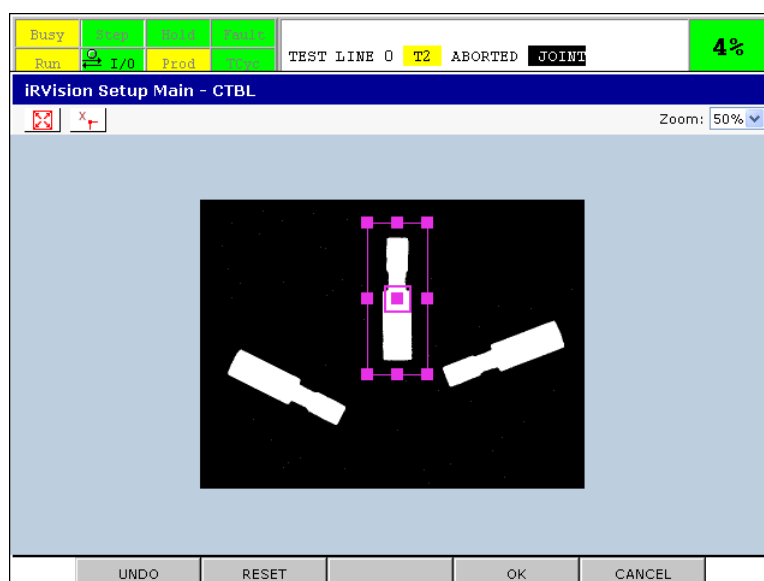 Busy Step Hold Fault
Run I/O Prod TCyc
TEST LINE 0 T2 ABORTED JOINT
4%
iRVision Setup Main - CTBL
Zoom: 50%
UNDO RESET OK CANCEL